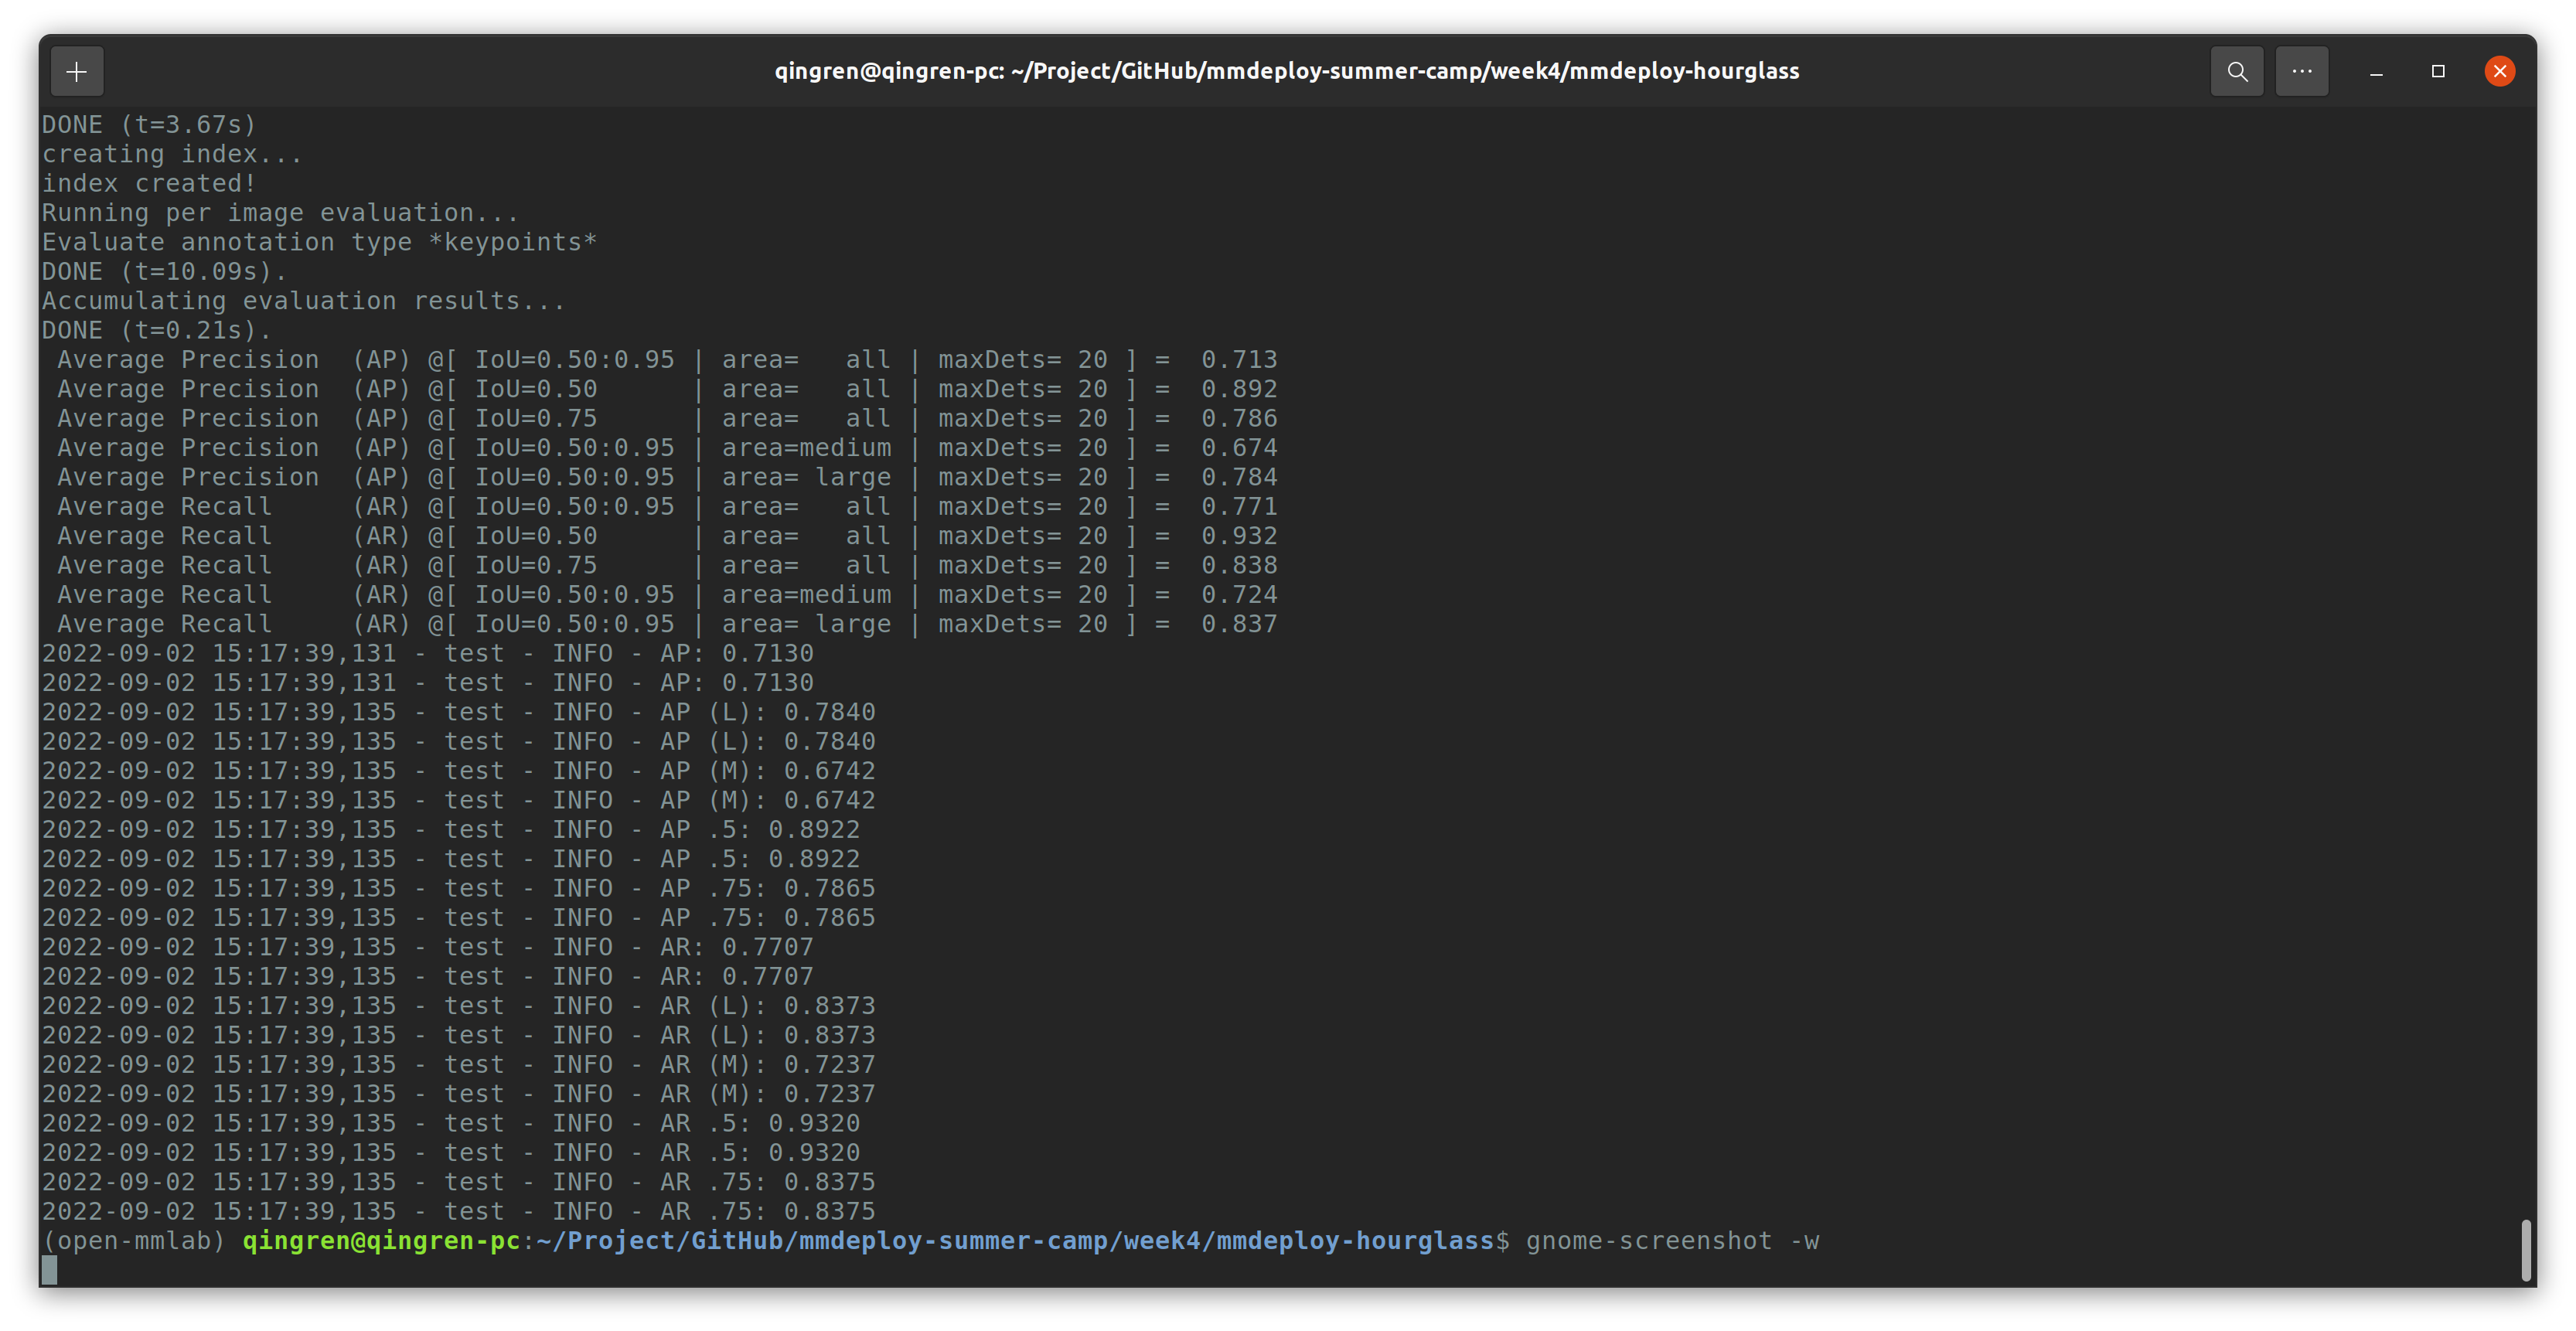 qingren@qingren-pc: ~/Project/GitHub/mmdeploy-summer-camp/week4/mmdeploy-hourglass
DONE (t=3.67s)
creating index...
index created!
Running per image evaluation...
Evaluate annotation type *keypoints*
DONE (t=10.09s).
Accumulating evaluation results...
DONE (t=0.21s).
 Average Precision  (AP) @[ IoU=0.50:0.95 | area=   all | maxDets= 20 ] =  0.713
 Average Precision  (AP) @[ IoU=0.50      | area=   all | maxDets= 20 ] =  0.892
 Average Precision  (AP) @[ IoU=0.75      | area=   all | maxDets= 20 ] =  0.786
 Average Precision  (AP) @[ IoU=0.50:0.95 | area=medium | maxDets= 20 ] =  0.674
 Average Precision  (AP) @[ IoU=0.50:0.95 | area= large | maxDets= 20 ] =  0.784
 Average Recall     (AR) @[ IoU=0.50:0.95 | area=   all | maxDets= 20 ] =  0.771
 Average Recall     (AR) @[ IoU=0.50      | area=   all | maxDets= 20 ] =  0.932
 Average Recall     (AR) @[ IoU=0.75      | area=   all | maxDets= 20 ] =  0.838
 Average Recall     (AR) @[ IoU=0.50:0.95 | area=medium | maxDets= 20 ] =  0.724
 Average Recall     (AR) @[ IoU=0.50:0.95 | area= large | maxDets= 20 ] =  0.837
2022-09-02 15:17:39,131 - test - INFO - AP: 0.7130
2022-09-02 15:17:39,131 - test - INFO - AP: 0.7130
2022-09-02 15:17:39,135 - test - INFO - AP (L): 0.7840
2022-09-02 15:17:39,135 - test - INFO - AP (L): 0.7840
2022-09-02 15:17:39,135 - test - INFO - AP (M): 0.6742
2022-09-02 15:17:39,135 - test - INFO - AP (M): 0.6742
2022-09-02 15:17:39,135 - test - INFO - AP .5: 0.8922
2022-09-02 15:17:39,135 - test - INFO - AP .5: 0.8922
2022-09-02 15:17:39,135 - test - INFO - AP .75: 0.7865
2022-09-02 15:17:39,135 - test - INFO - AP .75: 0.7865
2022-09-02 15:17:39,135 - test - INFO - AR: 0.7707
2022-09-02 15:17:39,135 - test - INFO - AR: 0.7707
2022-09-02 15:17:39,135 - test - INFO - AR (L): 0.8373
2022-09-02 15:17:39,135 - test - INFO - AR (L): 0.8373
2022-09-02 15:17:39,135 - test - INFO - AR (M): 0.7237
2022-09-02 15:17:39,135 - test - INFO - AR (M): 0.7237
2022-09-02 15:17:39,135 - test - INFO - AR .5: 0.9320
2022-09-02 15:17:39,135 - test - INFO - AR .5: 0.9320
2022-09-02 15:17:39,135 - test - INFO - AR .75: 0.8375
2022-09-02 15:17:39,135 - test - INFO - AR .75: 0.8375
(open-mmlab) qingren@qingren-pc:~/Project/GitHub/mmdeploy-summer-camp/week4/mmdeploy-hourglass$ gnome-screenshot -w